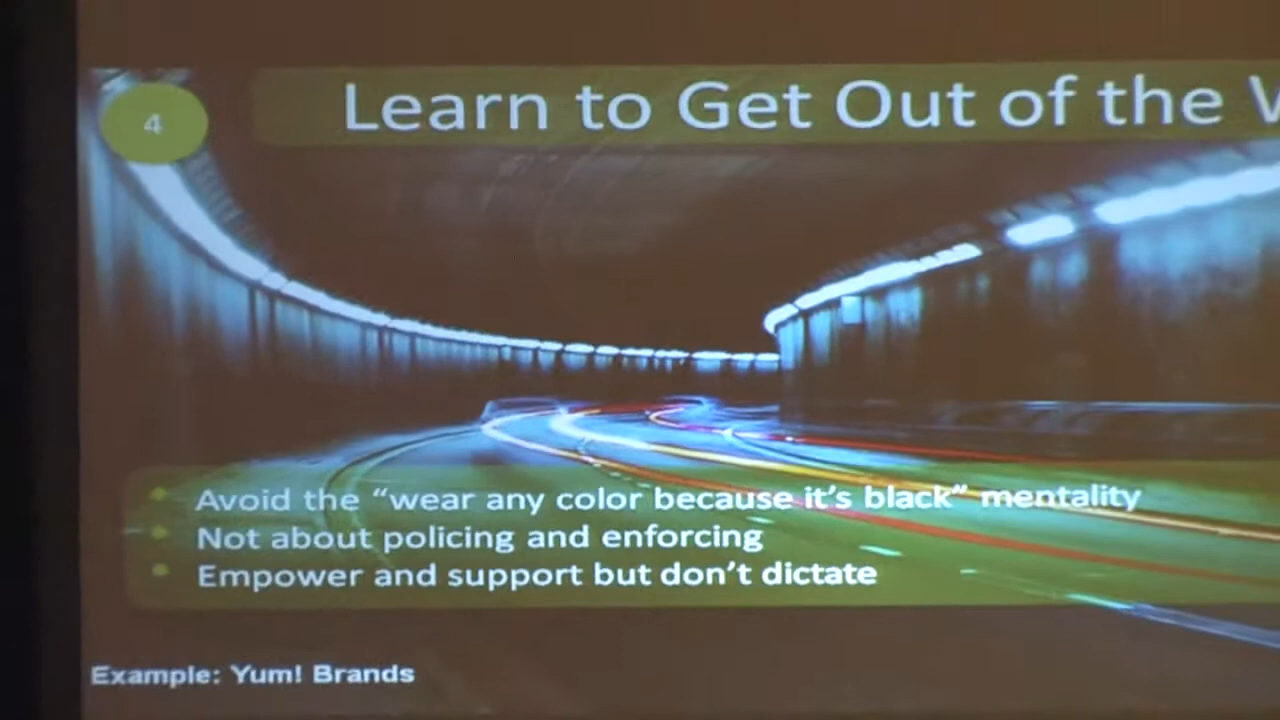 4
Learn to Get Out of the
Avoid the “wear any color because it’s black” mentality
Not about policing and enforcing
Empower and support but don’t dictate
Example: Yum! Brands